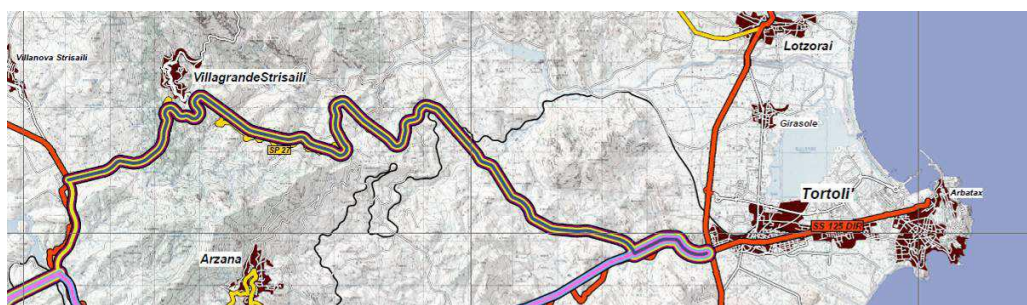 Lotzorai
Villanova Strisaili
VillagrandeStrisaili
Girasole
SP 27
Tortoli'
Arbatax
SS 125 DIR
Arzana